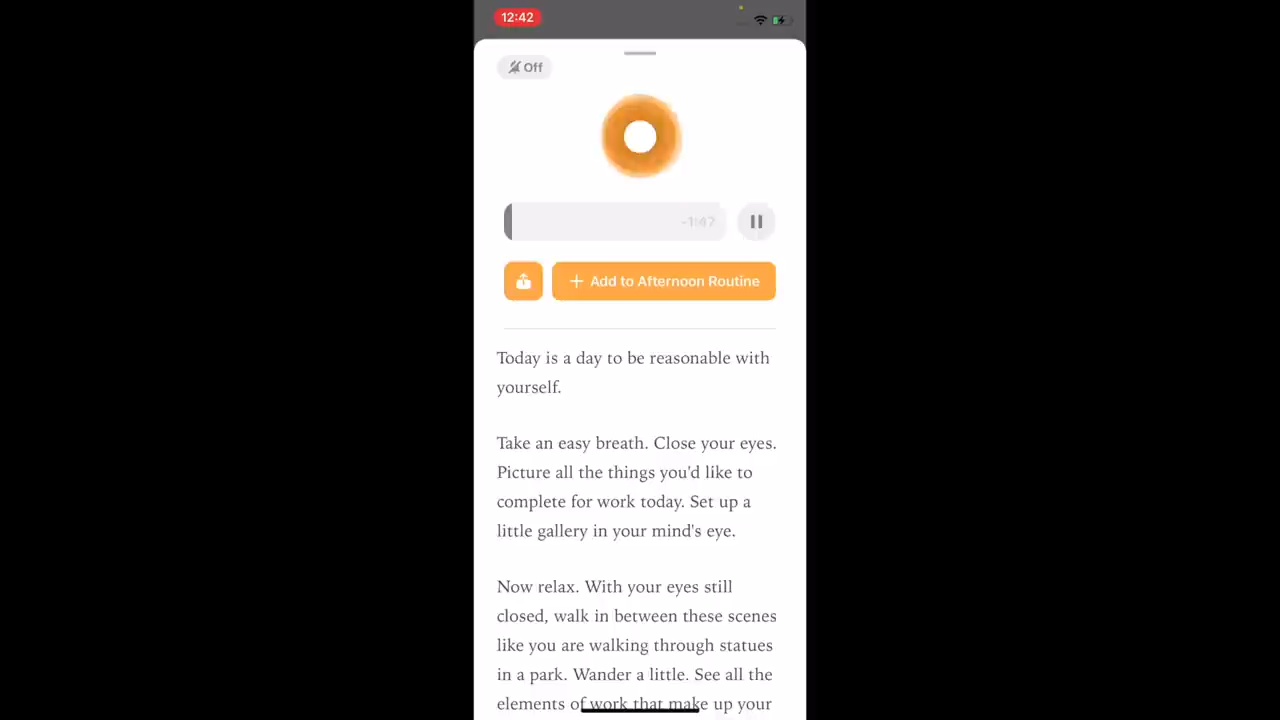 12:42
Off
-1:47
+ Add to Afternoon Routine
Today is a day to be reasonable with
yourself.
Take an easy breath. Close your eyes.
Picture all the things you'd like to
complete for work today. Set up a
little gallery in your mind's eye.
Now relax. With your eyes still
closed, walk in between these scenes
like you are walking through statues
in a park. Wander a little. See all the
elements of work that make up your